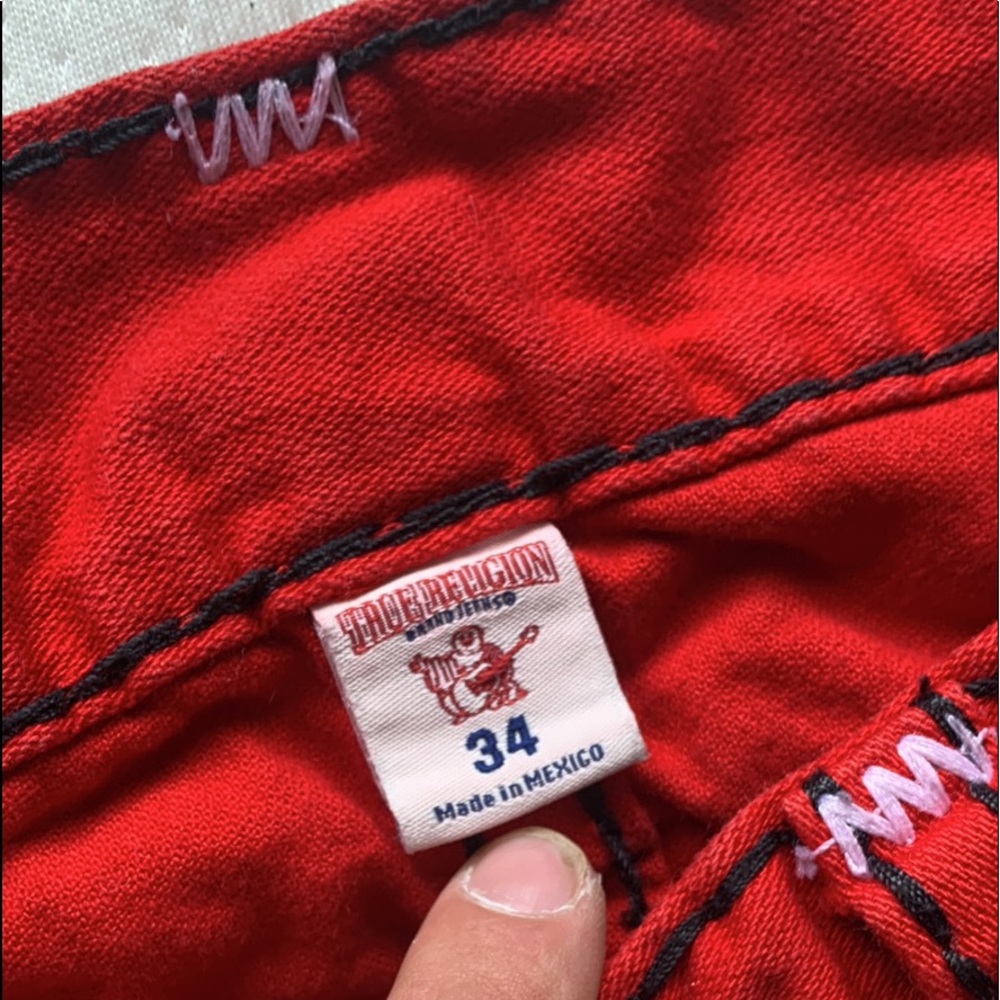 TRUE RELIGION
BRAND JEANS®
34
Made in MEXICO